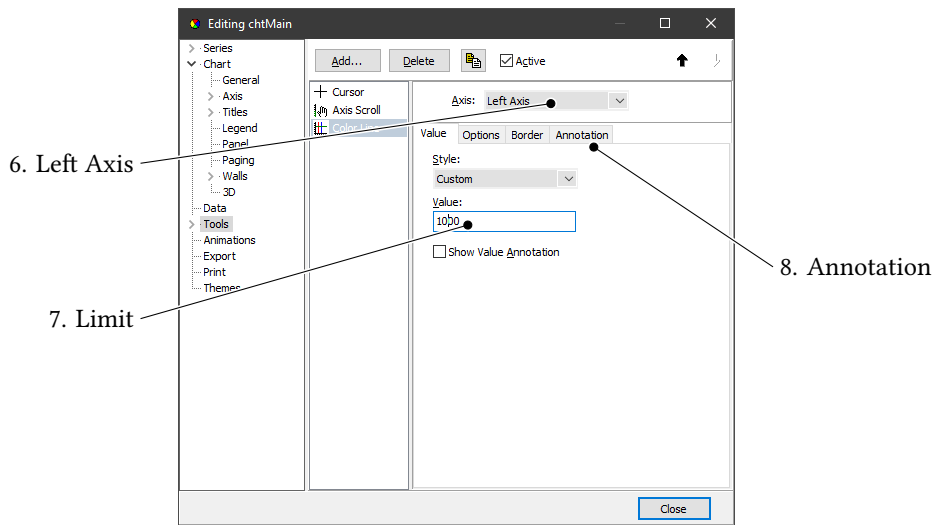 Editing chtMain
Series
Chart
General
Axis
Titles
Legend
Panel
Paging
Walls
3D
Data
Tools
Animations
Export
Print
Themes
Add...
Delete
Active
Cursor
Axis Scroll
Color Line
Axis:
Left Axis
Value
Options
Border
Annotation
Style:
Custom
Value:
1000
Show Value Annotation
Close
6. Left Axis
7. Limit
8. Annotation